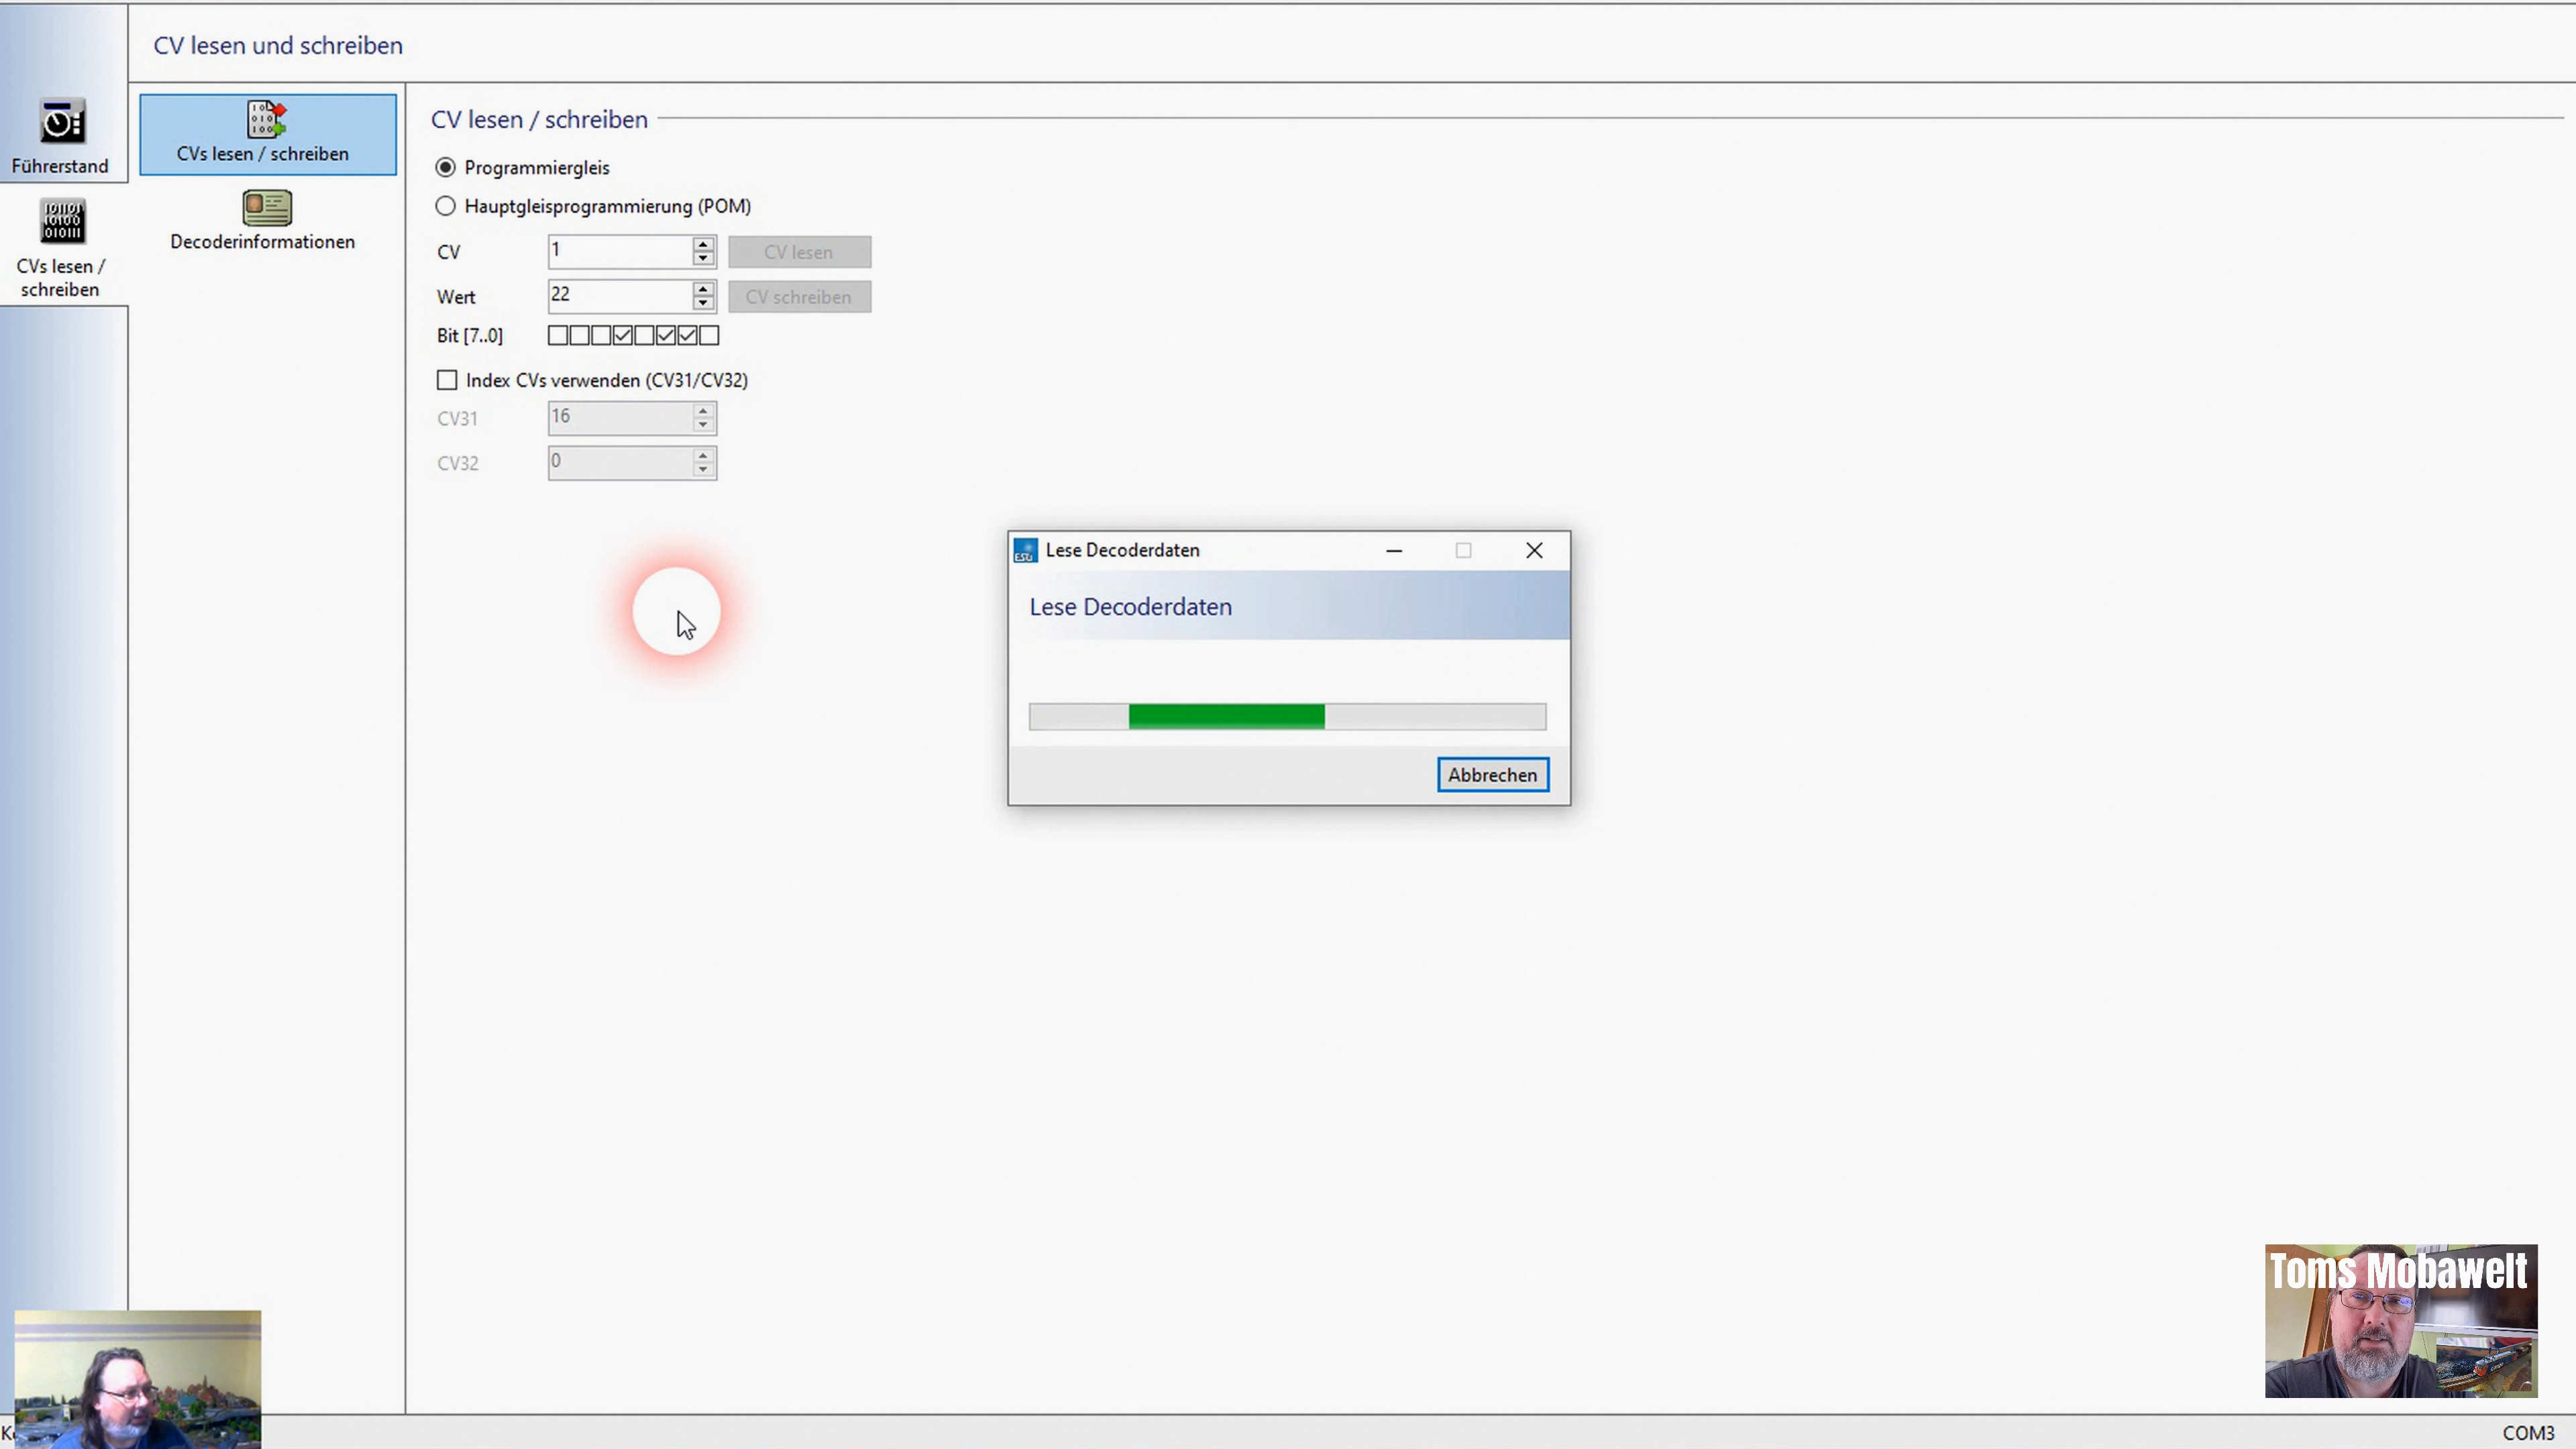 CV lesen und schreiben
Führerstand
CVs lesen /
schreiben
CVs lesen / schreiben
Decoderinformationen
CV lesen / schreiben
Programmiergleis
Hauptgleisprogrammierung (POM)
CV 1 CV lesen
Wert 22 CV schreiben
Bit [7..0]
Index CVs verwenden (CV31/CV32)
CV31 16
CV32 0
ESU Lese Decoderdaten
Lese Decoderdaten
Abbrechen
Toms Mobawelt
COM3